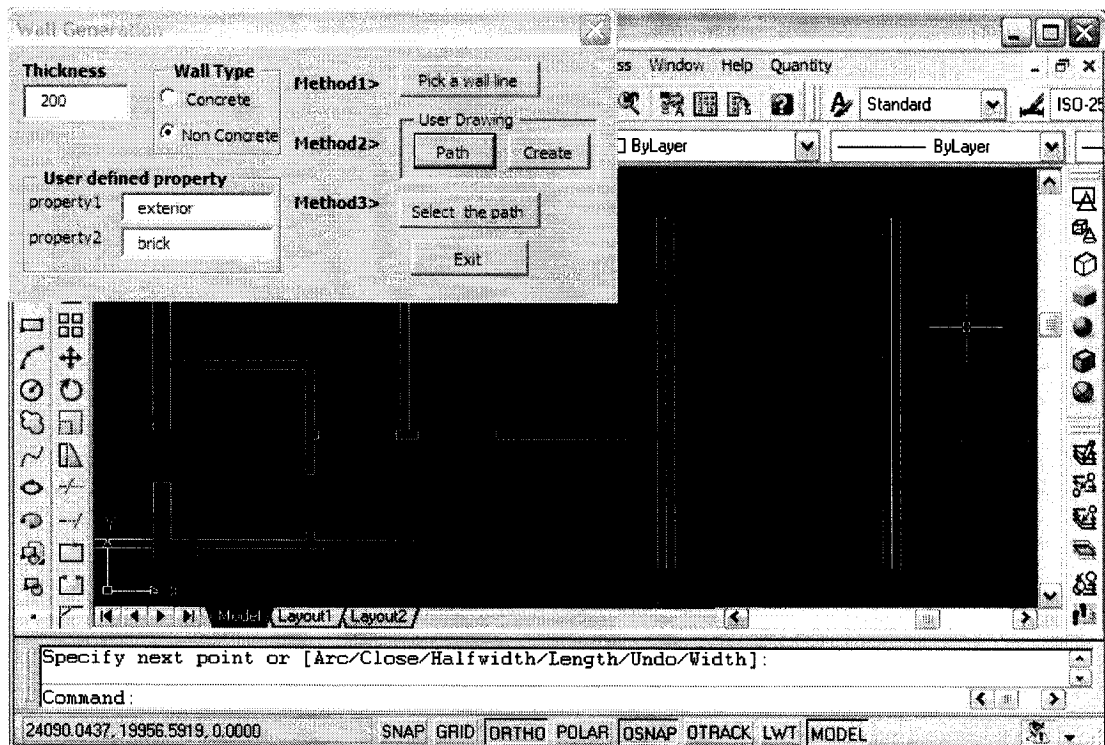 Wall Generation
Thickness
200
Wall Type
Concrete
Non Concrete
User defined property
property1 exterior
property2 brick
Method1> Pick a wall line
User Drawing
Method2> Path Create
Method3> Select the path
Exit
ss Window Help Quantity
Standard ISO-25
ByLayer ByLayer
Y
X
Model Layout1 Layout2
Specify next point or [Arc/Close/Halfwidth/Length/Undo/Width]:
Command:
24090.0437, 19956.5919, 0.0000 SNAP GRID ORTHO POLAR OSNAP OTRACK LWT MODEL